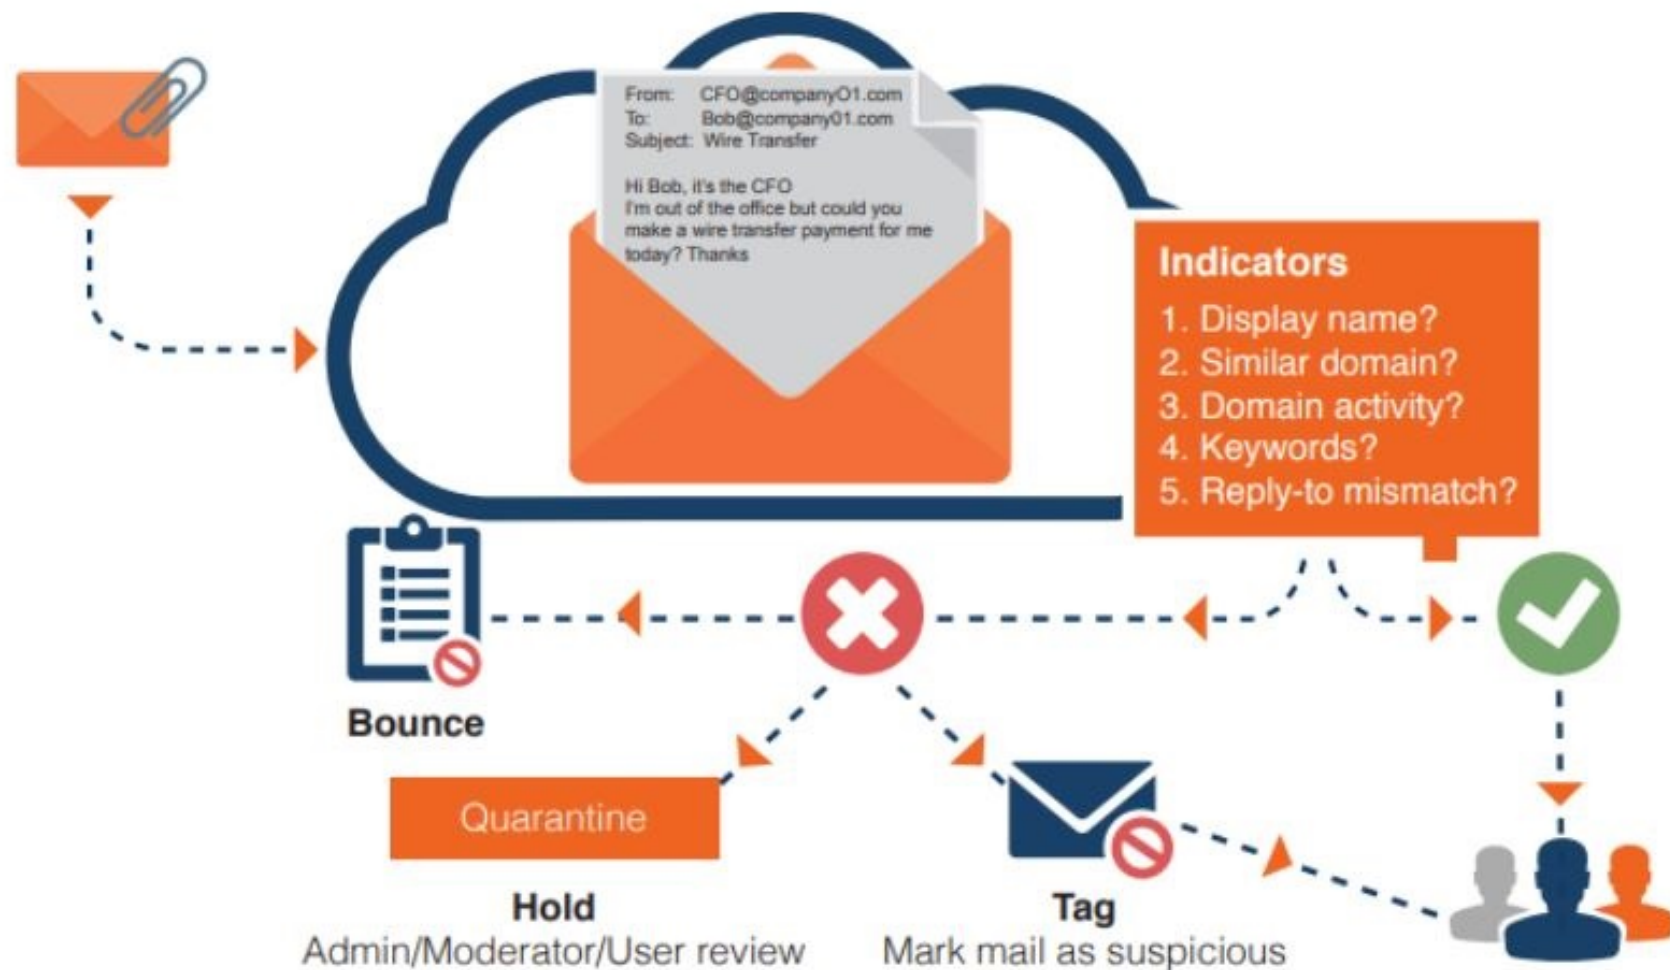 From: CFO@companyO1.com
To: Bob@company01.com
Subject: Wire Transfer
Hi Bob, it's the CFO
I'm out of the office but could you
make a wire transfer payment for me
today? Thanks
Indicators
1. Display name?
2. Similar domain?
3. Domain activity?
4. Keywords?
5. Reply-to mismatch?
Bounce
Quarantine
Hold
Admin/Moderator/User review
Tag
Mark mail as suspicious